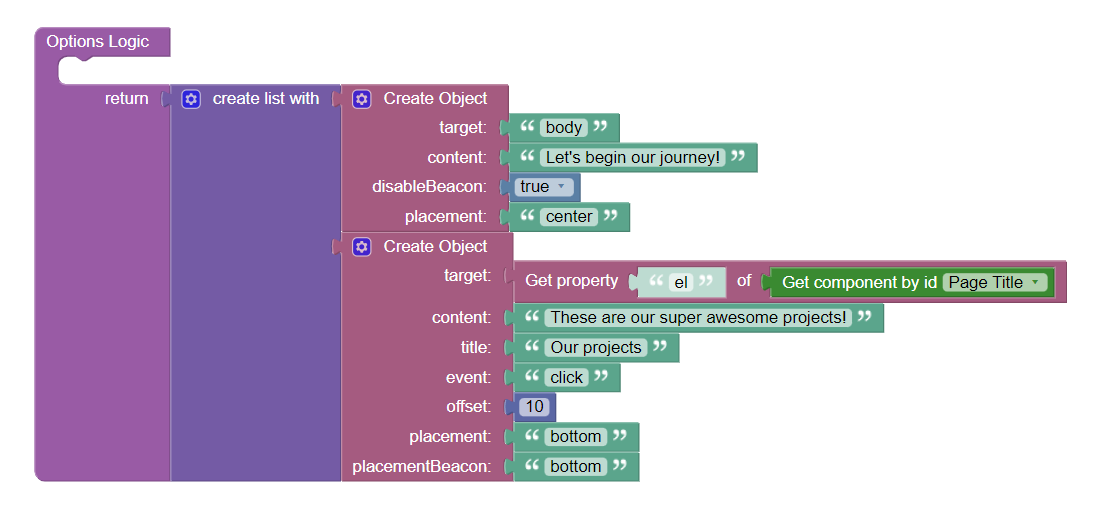 Options Logic
return create list with Create Object
target: “ body ”
content: “ Let's begin our journey! ”
disableBeacon: true
placement: “ center ”
Create Object
target: Get property “ el ” of Get component by id Page Title
content: “ These are our super awesome projects! ”
title: “ Our projects ”
event: “ click ”
offset: 10
placement: “ bottom ”
placementBeacon: “ bottom ”